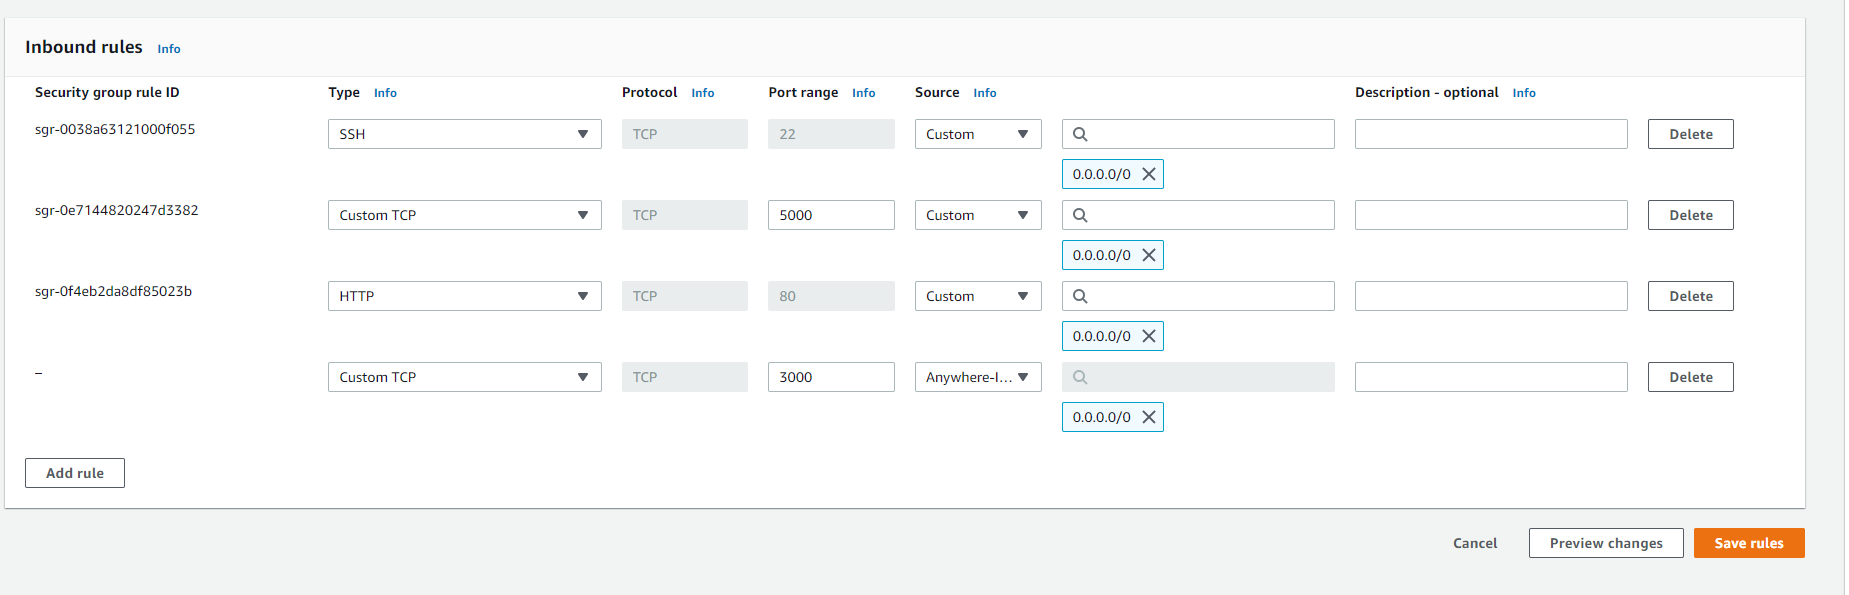 Inbound rules Info
Security group rule ID Type Info Protocol Info Port range Info Source Info Description - optional Info
sgr-0038a63121000f055 SSH TCP 22 Custom Delete
0.0.0.0/0
sgr-0e7144820247d3382 Custom TCP TCP 5000 Custom Delete
0.0.0.0/0
sgr-0f4eb2da8df85023b HTTP TCP 80 Custom Delete
0.0.0.0/0
– Custom TCP TCP 3000 Anywhere-I... Delete
0.0.0.0/0
Add rule
Cancel Preview changes Save rules